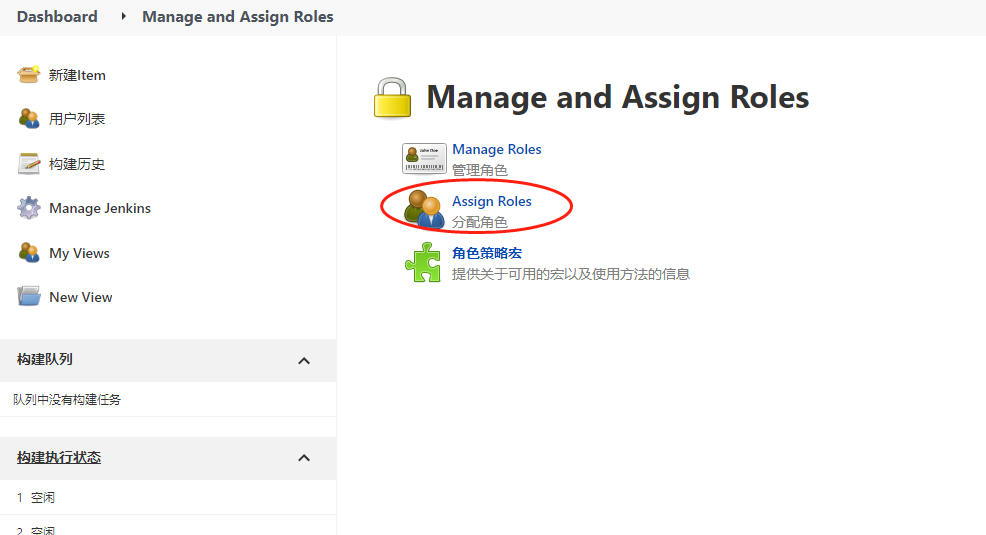 Dashboard ▸ Manage and Assign Roles
新建Item
用户列表
构建历史
Manage Jenkins
My Views
New View
构建队列
队列中没有构建任务
构建执行状态
1 空闲
2 空闲
Manage and Assign Roles
John Doe
Manage Roles
管理角色
Assign Roles
分配角色
角色策略宏
提供关于可用的宏以及使用方法的信息